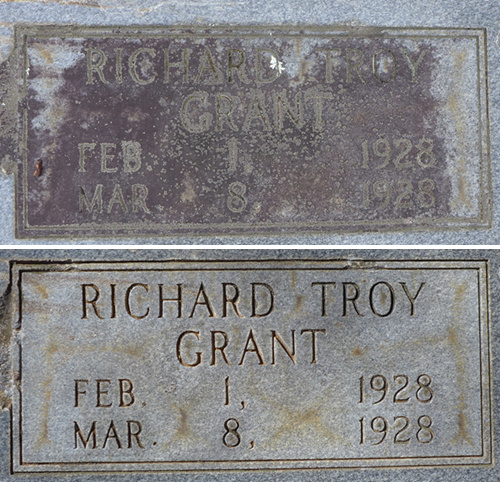 RICHARD TROY
GRANT
FEB. 1, 1928
MAR 8, 1928
RICHARD TROY
GRANT
FEB. 1, 1928
MAR. 8, 1928